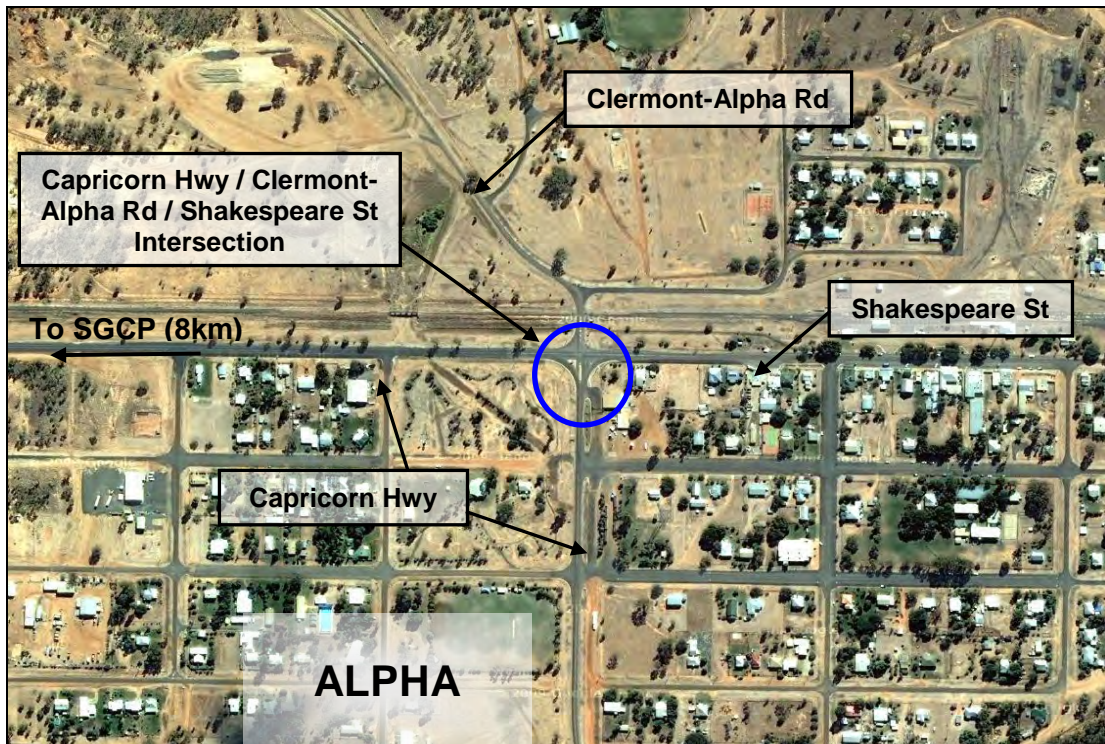 Clermont-Alpha Rd
Capricorn Hwy / Clermont-
Alpha Rd / Shakespeare St
Intersection
Shakespeare St
To SGCP (8km)
Capricorn Hwy
ALPHA